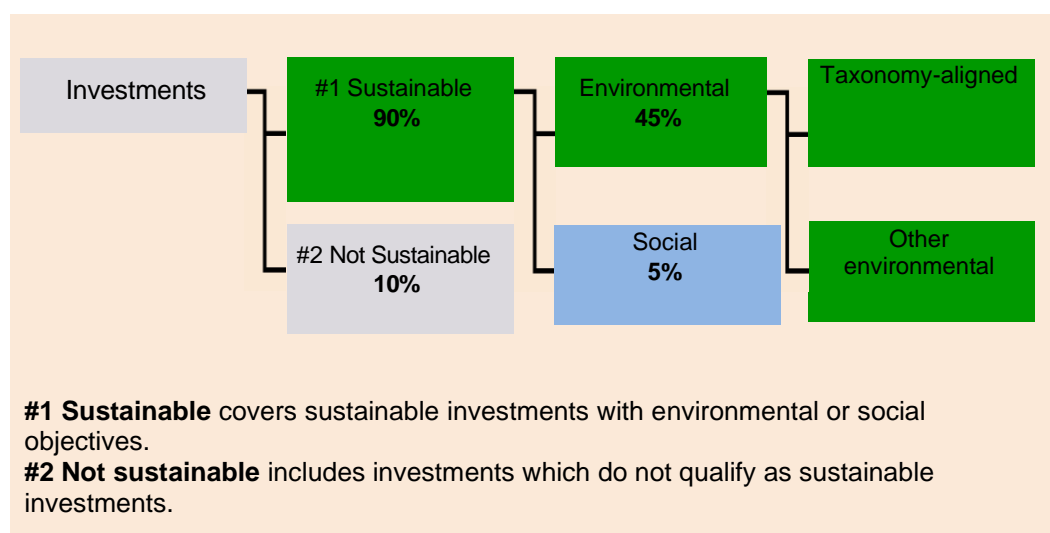 Investments
#1 Sustainable
90%
#2 Not Sustainable
10%
Environmental
45%
Social
5%
Taxonomy-aligned
Other
environmental
#1 Sustainable covers sustainable investments with environmental or social
objectives.
#2 Not sustainable includes investments which do not qualify as sustainable
investments.